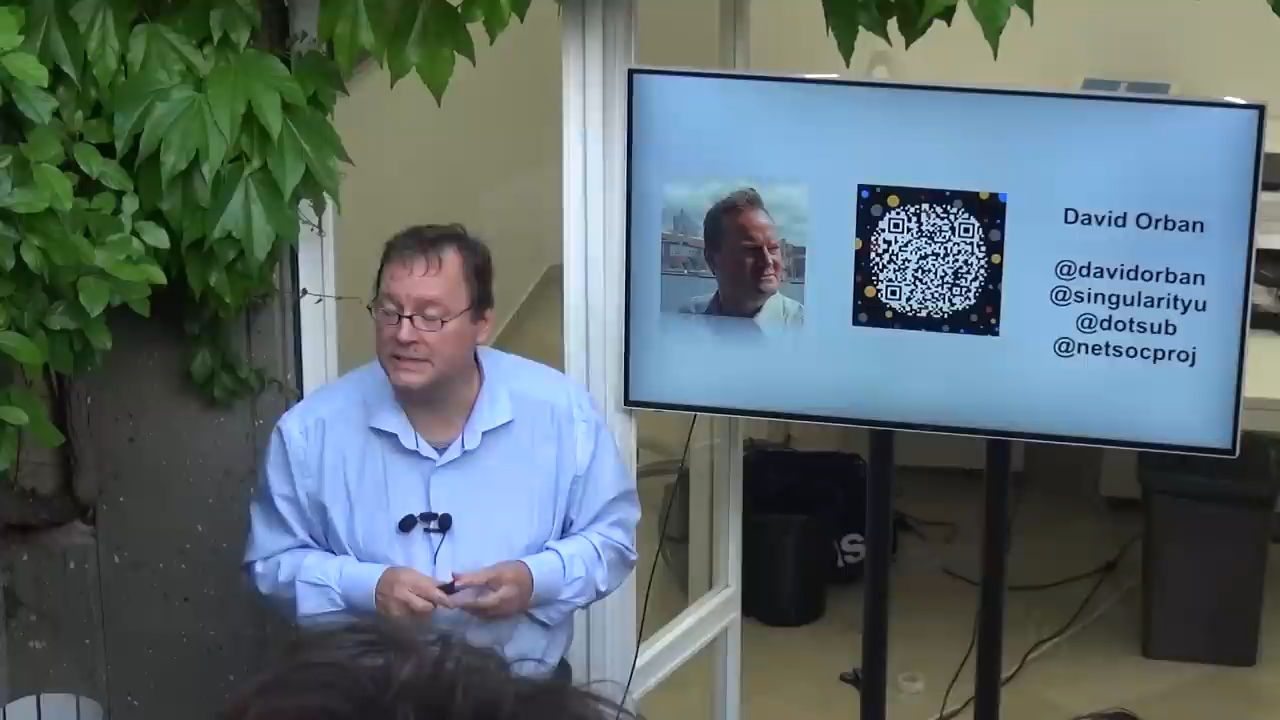 David Orban
@davidorban
@singularityu
@dotsub
@netsocproj